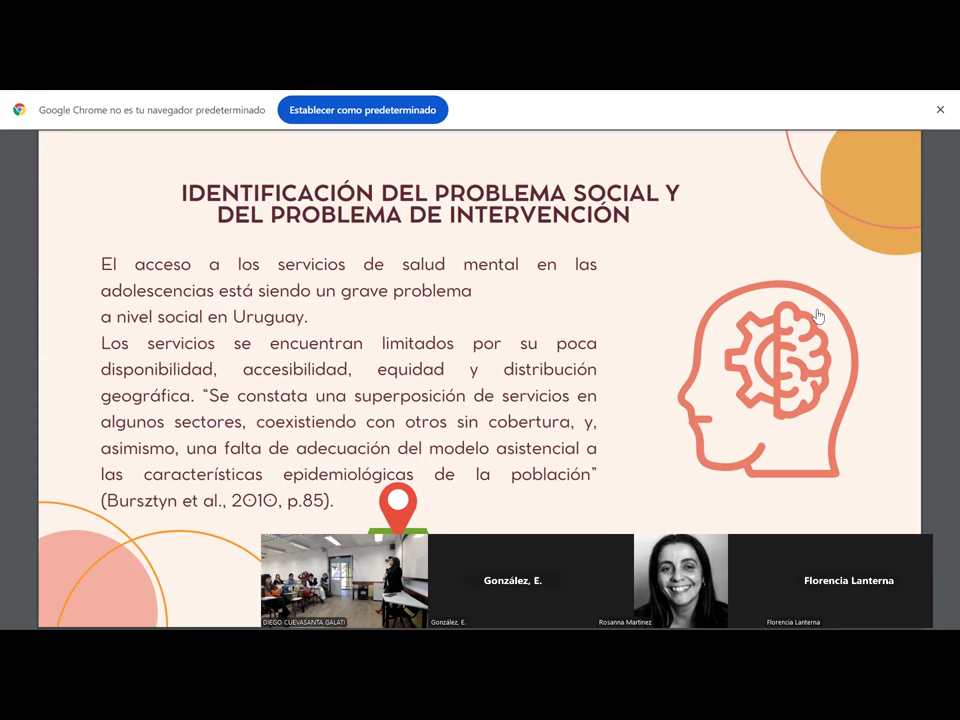 Google Chrome no es tu navegador predeterminado
Establecer como predeterminado
IDENTIFICACIÓN DEL PROBLEMA SOCIAL Y
DEL PROBLEMA DE INTERVENCIÓN
El acceso a los servicios de salud mental en las
adolescencias está siendo un grave problema
a nivel social en Uruguay.
Los servicios se encuentran limitados por su poca
disponibilidad, accesibilidad, equidad y distribución
geográfica. “Se constata una superposición de servicios en
algunos sectores, coexistiendo con otros sin cobertura, y,
asimismo, una falta de adecuación del modelo asistencial a
las características epidemiológicas de la población”
(Bursztyn et al., 2010, p.85).
González, E.
Florencia Lanterna
DIEGO CUEVASANTA GALATI
González, E.
Rosanna Martinez
Florencia Lanterna